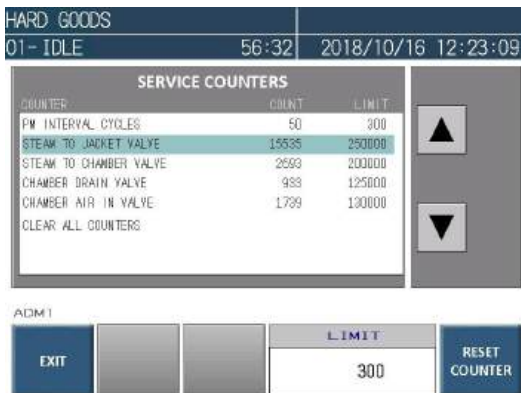 HARD GOODS
01- IDLE 56:32 2018/10/16 12:23:09
SERVICE COUNTERS
COUNTER COUNT LIMIT
PM INTERVAL CYCLES 50 300
STEAM TO JACKET VALVE 15535 250000
STEAM TO CHAMBER VALVE 2693 200000
CHAMBER DRAIN VALVE 933 125000
CHAMBER AIR IN VALVE 1739 130000
CLEAR ALL COUNTERS
ADM1
LIMIT
EXIT 300 RESET
COUNTER